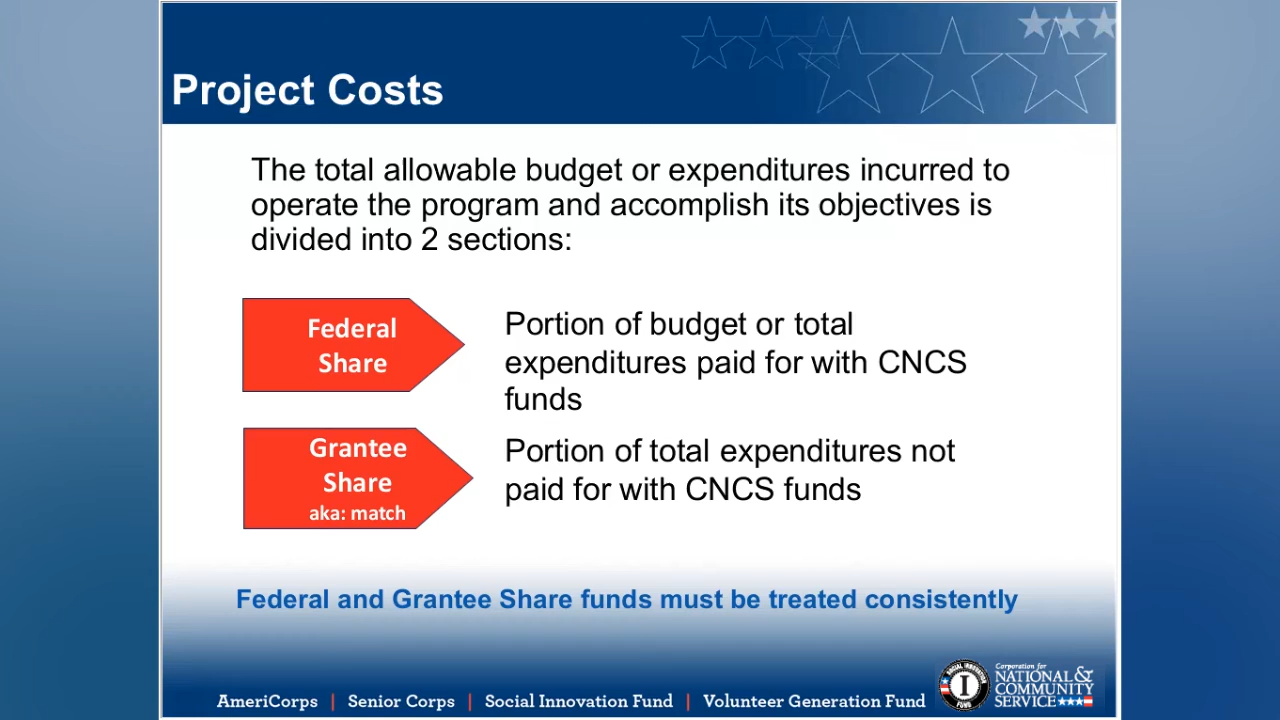 Project Costs
The total allowable budget or expenditures incurred to
operate the program and accomplish its objectives is
divided into 2 sections:
Federal
Share
Portion of budget or total
expenditures paid for with CNCS
funds
Grantee
Share
aka: match
Portion of total expenditures not
paid for with CNCS funds
Federal and Grantee Share funds must be treated consistently
AmeriCorps | Senior Corps | Social Innovation Fund | Volunteer Generation Fund
SOCIAL INNOVATION
I
FUND
Corporation for
NATIONAL &
COMMUNITY
SERVICE